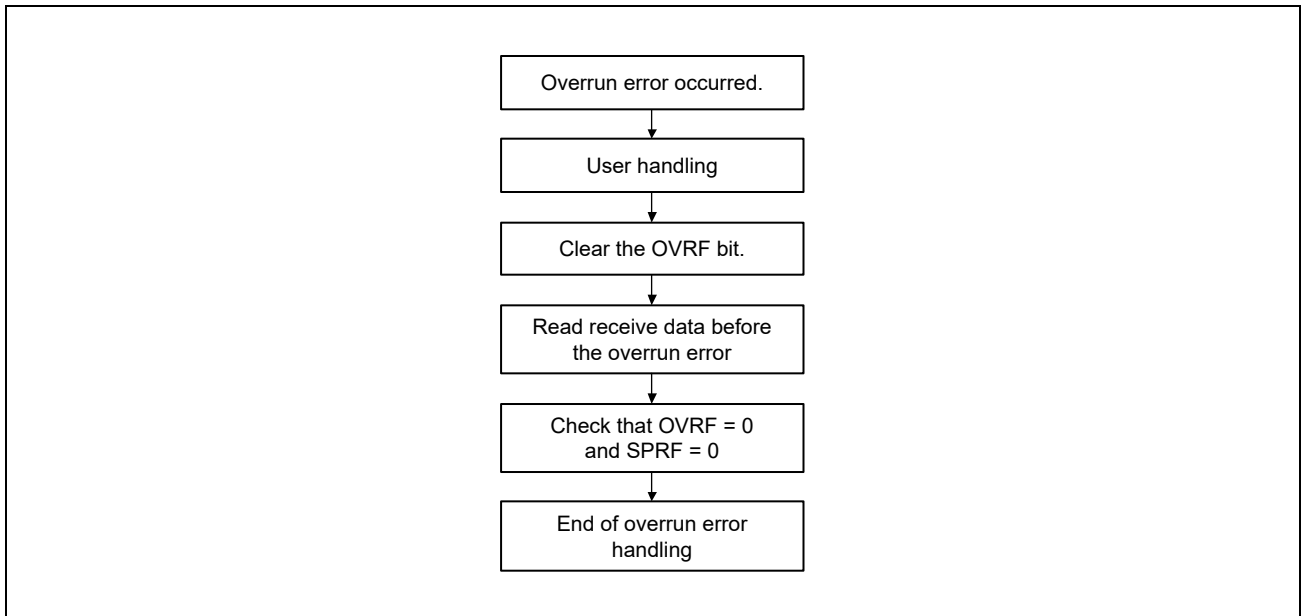 Overrun error occurred.
User handling
Clear the OVRF bit.
Read receive data before
the overrun error
Check that OVRF = 0
and SPRF = 0
End of overrun error
handling